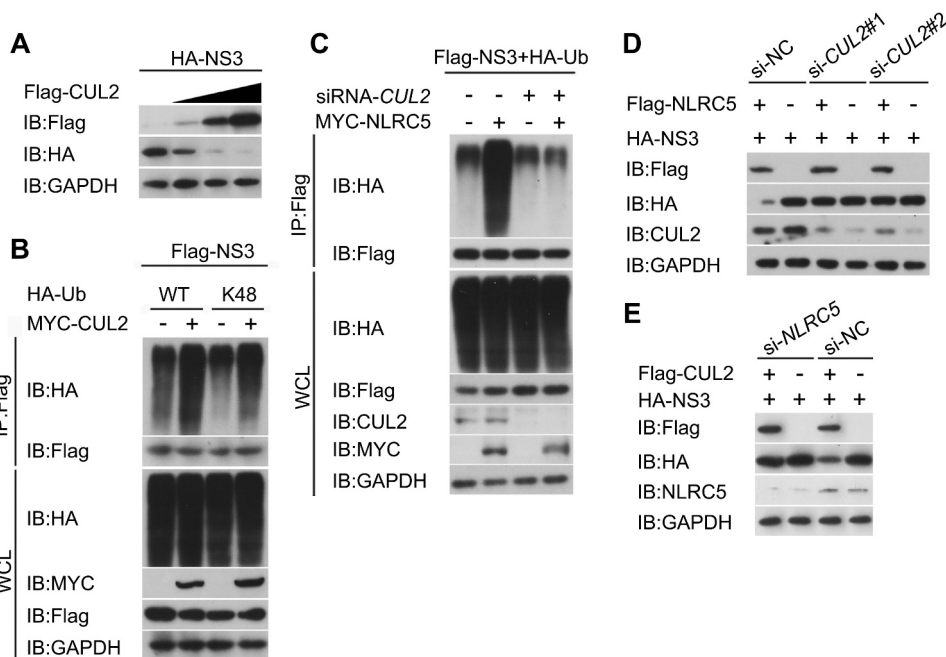 A
HA-NS3
Flag-CUL2
IB:Flag
IB:HA
IB:GAPDH
B
Flag-NS3
HA-Ub WT K48
MYC-CUL2 - + - +
IP:Flag
IB:HA
IB:Flag
WCL
IB:HA
IB:MYC
IB:Flag
IB:GAPDH
C
Flag-NS3+HA-Ub
siRNA-CUL2 - - + +
MYC-NLRC5 - + - +
IP:Flag
IB:HA
IB:Flag
WCL
IB:HA
IB:Flag
IB:CUL2
IB:MYC
IB:GAPDH
D
si-NC si-CUL2#1 si-CUL2#2
Flag-NLRC5 + - + - + -
HA-NS3 + + + + + +
IB:Flag
IB:HA
IB:CUL2
IB:GAPDH
E
si-NLRC5 si-NC
Flag-CUL2 + - + -
HA-NS3 + + + +
IB:Flag
IB:HA
IB:NLRC5
IB:GAPDH